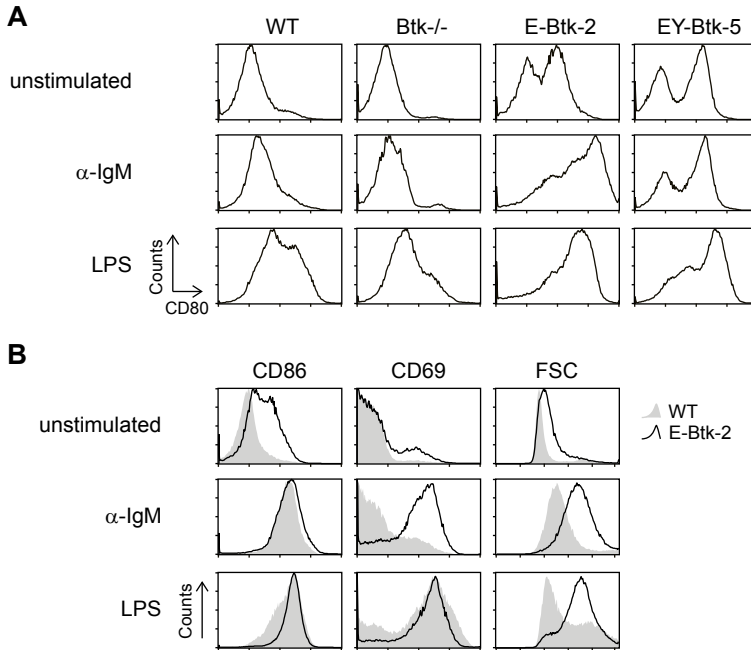 A
WT Btk-/- E-Btk-2 EY-Btk-5
unstimulated
α-IgM
LPS
Counts
CD80
B
CD86 CD69 FSC
unstimulated
WT
E-Btk-2
α-IgM
LPS
Counts